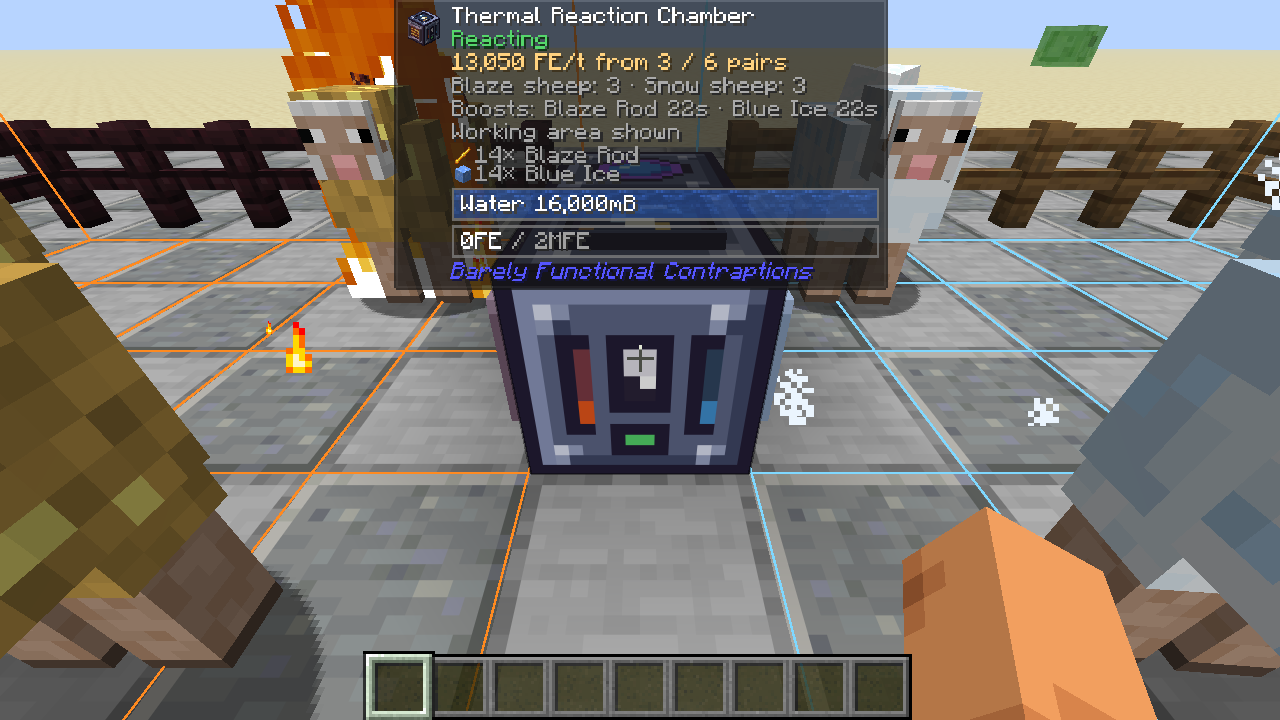 Thermal Reaction Chamber
Reacting
13,050 FE/t from 3 / 6 pairs
Blaze sheep: 3 · Snow sheep: 3
Boosts: Blaze Rod 22s · Blue Ice 22s
Working area shown
14× Blaze Rod
14× Blue Ice
Water 16,000mB
0FE / 2MFE
Barely Functional Contraptions